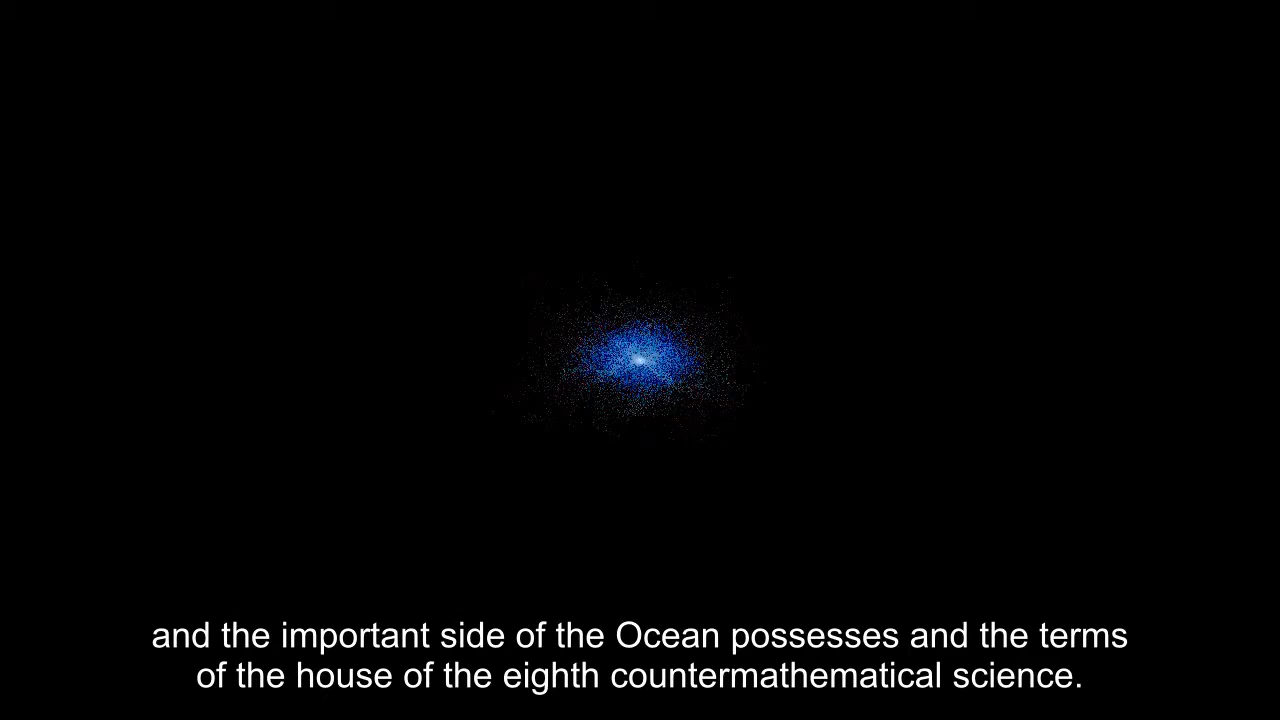 and the important side of the Ocean possesses and the terms
of the house of the eighth countermathematical science.